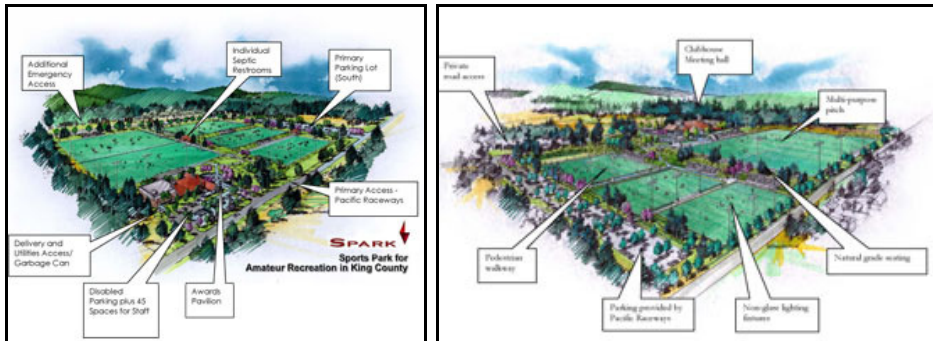 Additional
Emergency
Access
Individual
Septic
Restrooms
Primary
Parking Lot
(South)
Primary Access -
Pacific Raceways
Delivery and
Utilities Access/
Garbage Can
Disabled
Parking plus 45
Spaces for Staff
Awards
Pavilion
SPARK
Sports Park for
Amateur Recreation in King County
Private
road access
Clubhouse
Meeting hall
Multi-purpose
pitch
Pedestrian
walkway
Parking provided by
Pacific Raceways
Non-glare lighting
fixtures
Natural grade seating